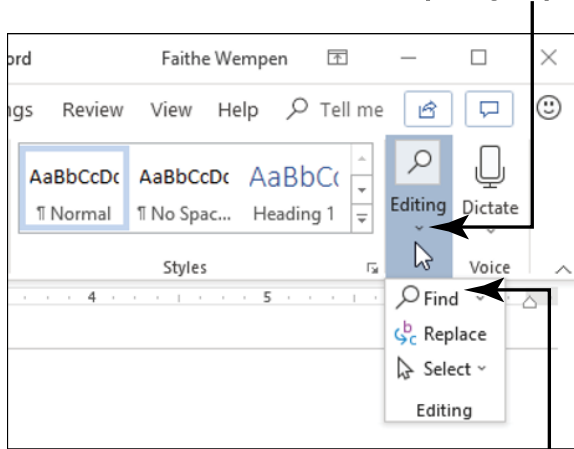 ord Faithe Wempen
ngs Review View Help Tell me
AaBbCcDc AaBbCcDc AaBbCc
¶ Normal ¶ No Spac... Heading 1
Editing Dictate
Styles Voice
4 5
Find
Replace
Select
Editing